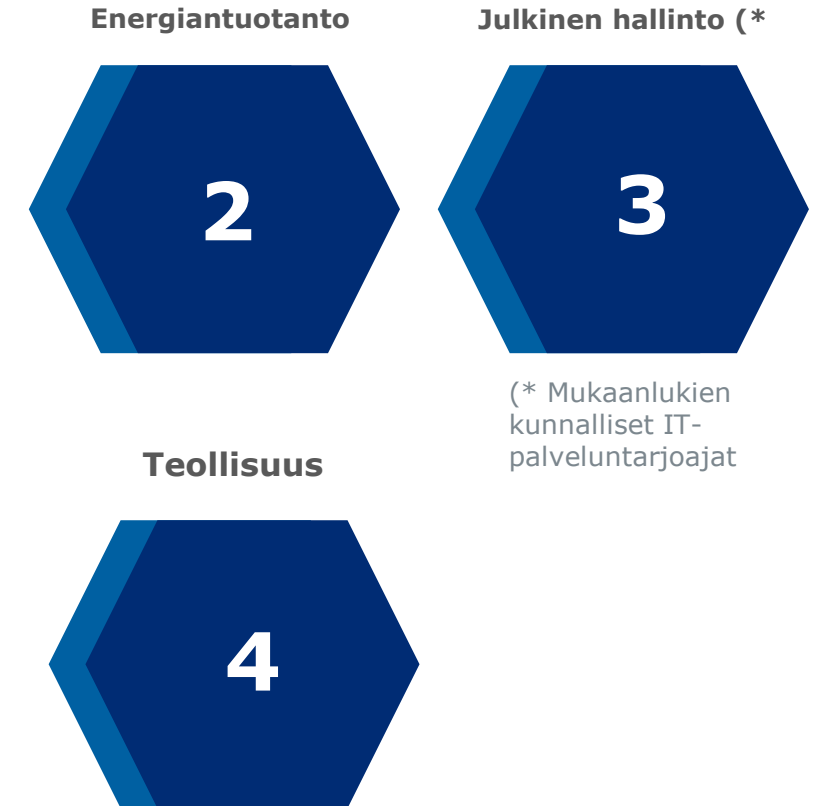 Energiantuotanto
Julkinen hallinto (*
2
3
(* Mukaanlukien
kunnalliset IT-
palveluntarjoajat
Teollisuus
4